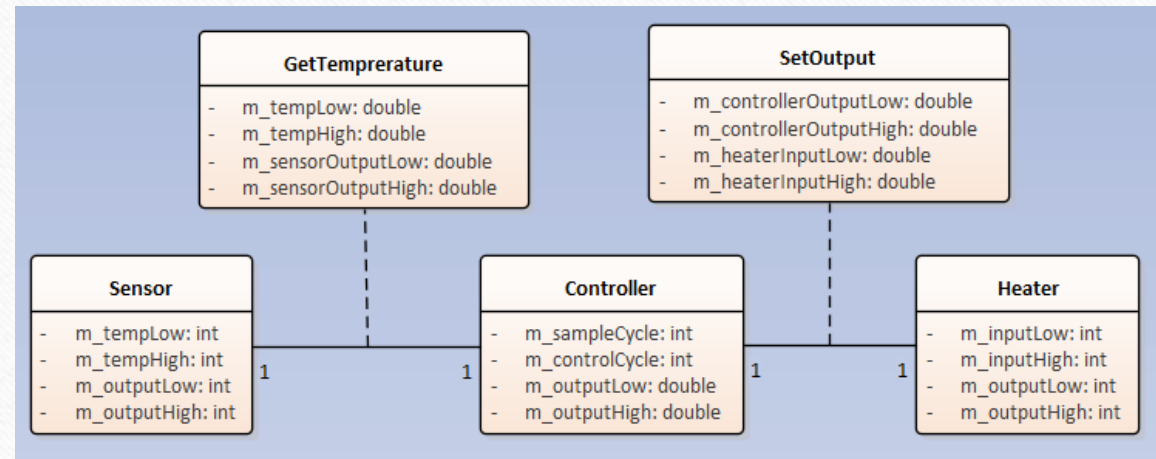 GetTemprerature
- m_tempLow: double
- m_tempHigh: double
- m_sensorOutputLow: double
- m_sensorOutputHigh: double
SetOutput
- m_controllerOutputLow: double
- m_controllerOutputHigh: double
- m_heaterInputLow: double
- m_heaterInputHigh: double
Sensor
- m_tempLow: int
- m_tempHigh: int
- m_outputLow: int
- m_outputHigh: int
1
1
Controller
- m_sampleCycle: int
- m_controlCycle: int
- m_outputLow: double
- m_outputHigh: double
1
1
Heater
- m_inputLow: int
- m_inputHigh: int
- m_outputLow: int
- m_outputHigh: int